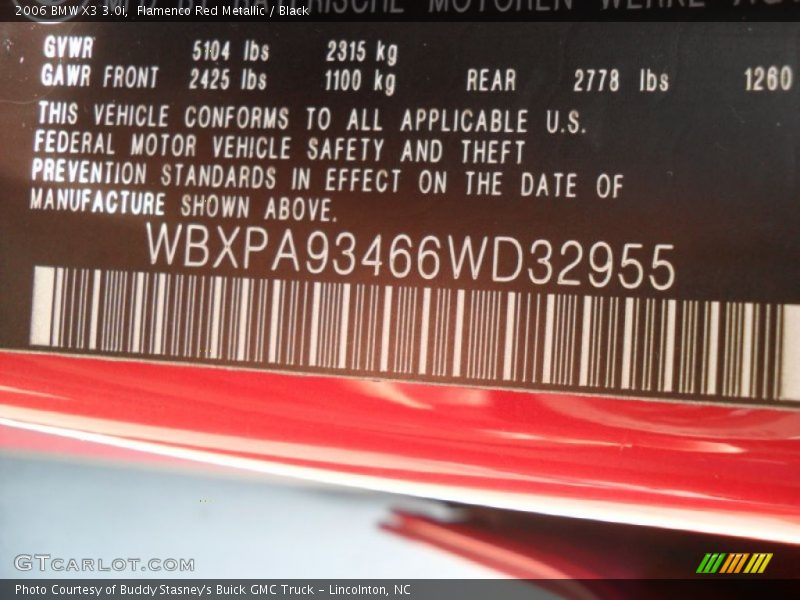 2006 BMW X3 3.0i, Flamenco Red Metallic / Black
MOTOREN WERKE
GVWR 5104 lbs 2315 kg
GAWR FRONT 2425 lbs 1100 kg REAR 2778 lbs 1260
THIS VEHICLE CONFORMS TO ALL APPLICABLE U.S.
FEDERAL MOTOR VEHICLE SAFETY AND THEFT
PREVENTION STANDARDS IN EFFECT ON THE DATE OF
MANUFACTURE SHOWN ABOVE.
WBXPA93466WD32955
GTCARLOT.COM
Photo Courtesy of Buddy Stasney's Buick GMC Truck - Lincolnton, NC